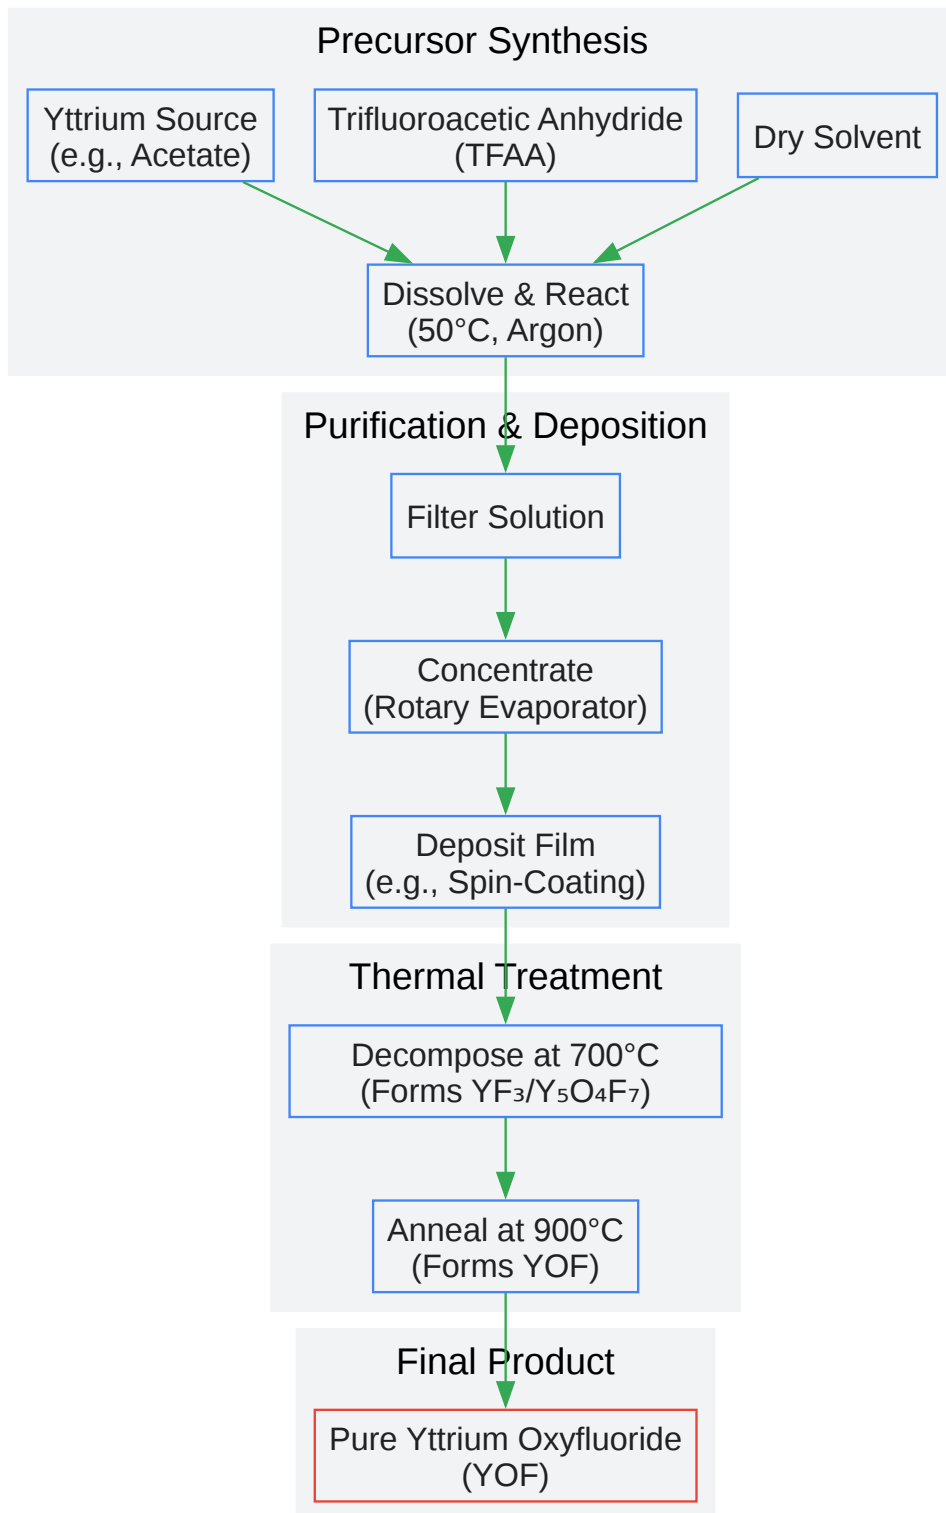 Precursor Synthesis
Yttrium Source
(e.g., Acetate)
Trifluoroacetic Anhydride
(TFAA)
Dry Solvent
Dissolve & React
(50°C, Argon)
Purification & Deposition
Filter Solution
Concentrate
(Rotary Evaporator)
Deposit Film
(e.g., Spin-Coating)
Thermal Treatment
Decompose at 700°C
(Forms YF₃/Y₅O₄F₇)
Anneal at 900°C
(Forms YOF)
Final Product
Pure Yttrium Oxyfluoride
(YOF)